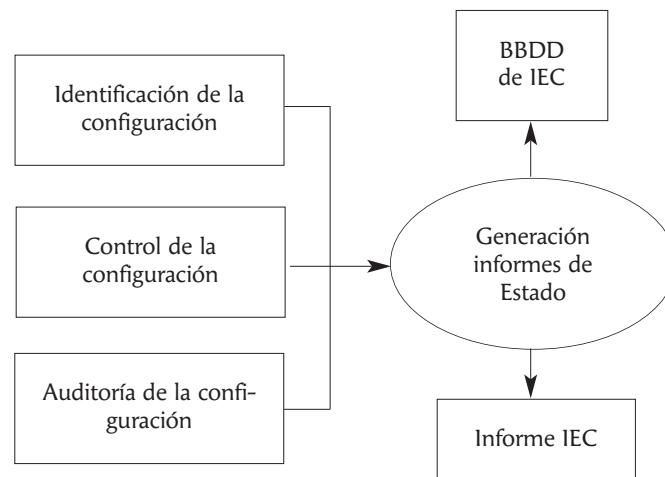 Identificación de la
configuración
Control de la
configuración
Auditoría de la confi-
guración
BBDD
de IEC
Generación
informes de
Estado
Informe IEC